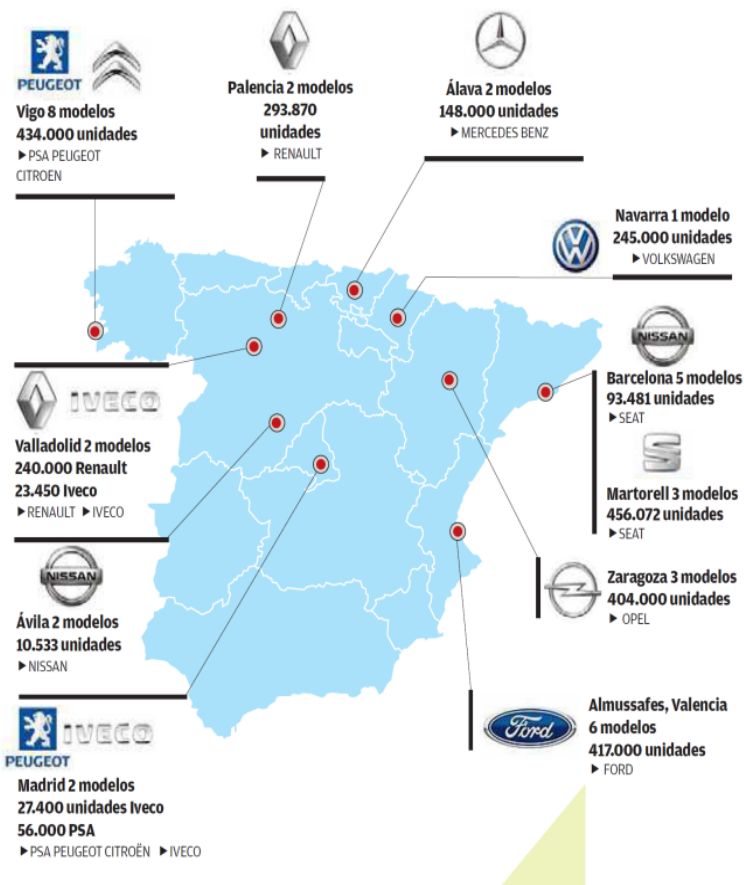 PEUGEOT
Vigo 8 modelos
434.000 unidades
▶ PSA PEUGEOT
CITROEN
Palencia 2 modelos
293.870
unidades
▶ RENAULT
Álava 2 modelos
148.000 unidades
▶ MERCEDES BENZ
Navarra 1 modelo
245.000 unidades
▶ VOLKSWAGEN
NISSAN
Barcelona 5 modelos
93.481 unidades
▶ SEAT
Martorell 3 modelos
456.072 unidades
▶ SEAT
Zaragoza 3 modelos
404.000 unidades
▶ OPEL
Ford
Almussafes, Valencia
6 modelos
417.000 unidades
▶ FORD
IVECO
Valladolid 2 modelos
240.000 Renault
23.450 Iveco
▶ RENAULT ▶ IVECO
NISSAN
Ávila 2 modelos
10.533 unidades
▶ NISSAN
PEUGEOT
IVECO
Madrid 2 modelos
27.400 unidades Iveco
56.000 PSA
▶ PSA PEUGEOT CITROËN ▶ IVECO